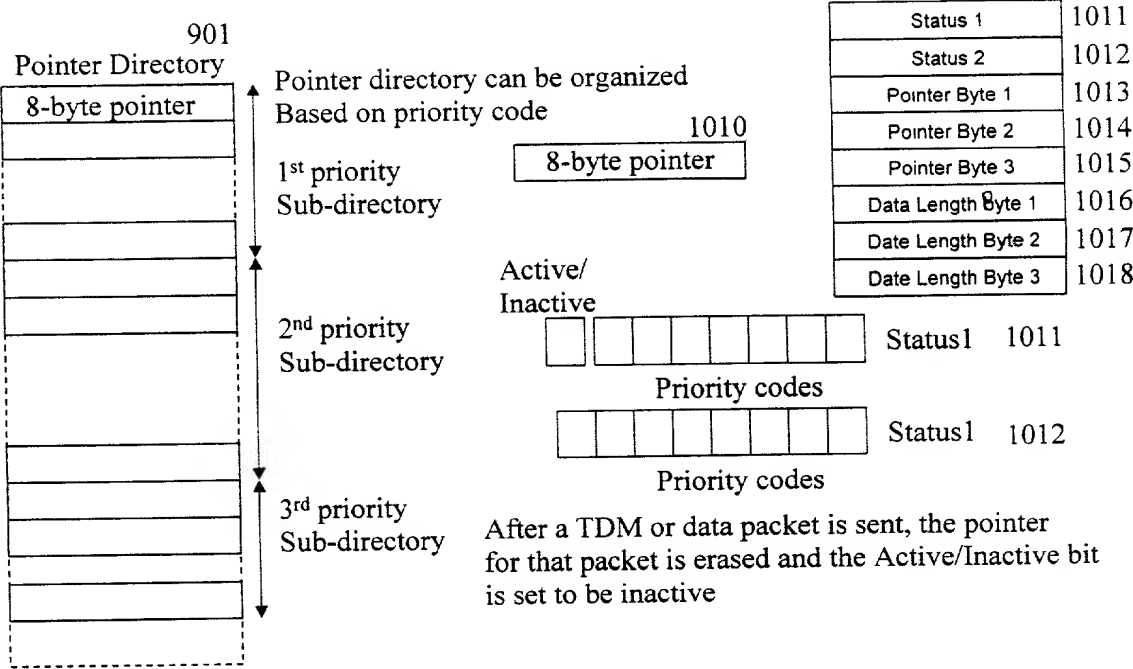 901
Pointer Directory
8-byte pointer
Pointer directory can be organized
Based on priority code
1st priority
Sub-directory
2nd priority
Sub-directory
3rd priority
Sub-directory
1010
8-byte pointer
Status 1 1011
Status 2 1012
Pointer Byte 1 1013
Pointer Byte 2 1014
Pointer Byte 3 1015
Data Length Byte 1 1016
Date Length Byte 2 1017
Date Length Byte 3 1018
Active/
Inactive
Status1 1011
Priority codes
Status1 1012
Priority codes
After a TDM or data packet is sent, the pointer
for that packet is erased and the Active/Inactive bit
is set to be inactive